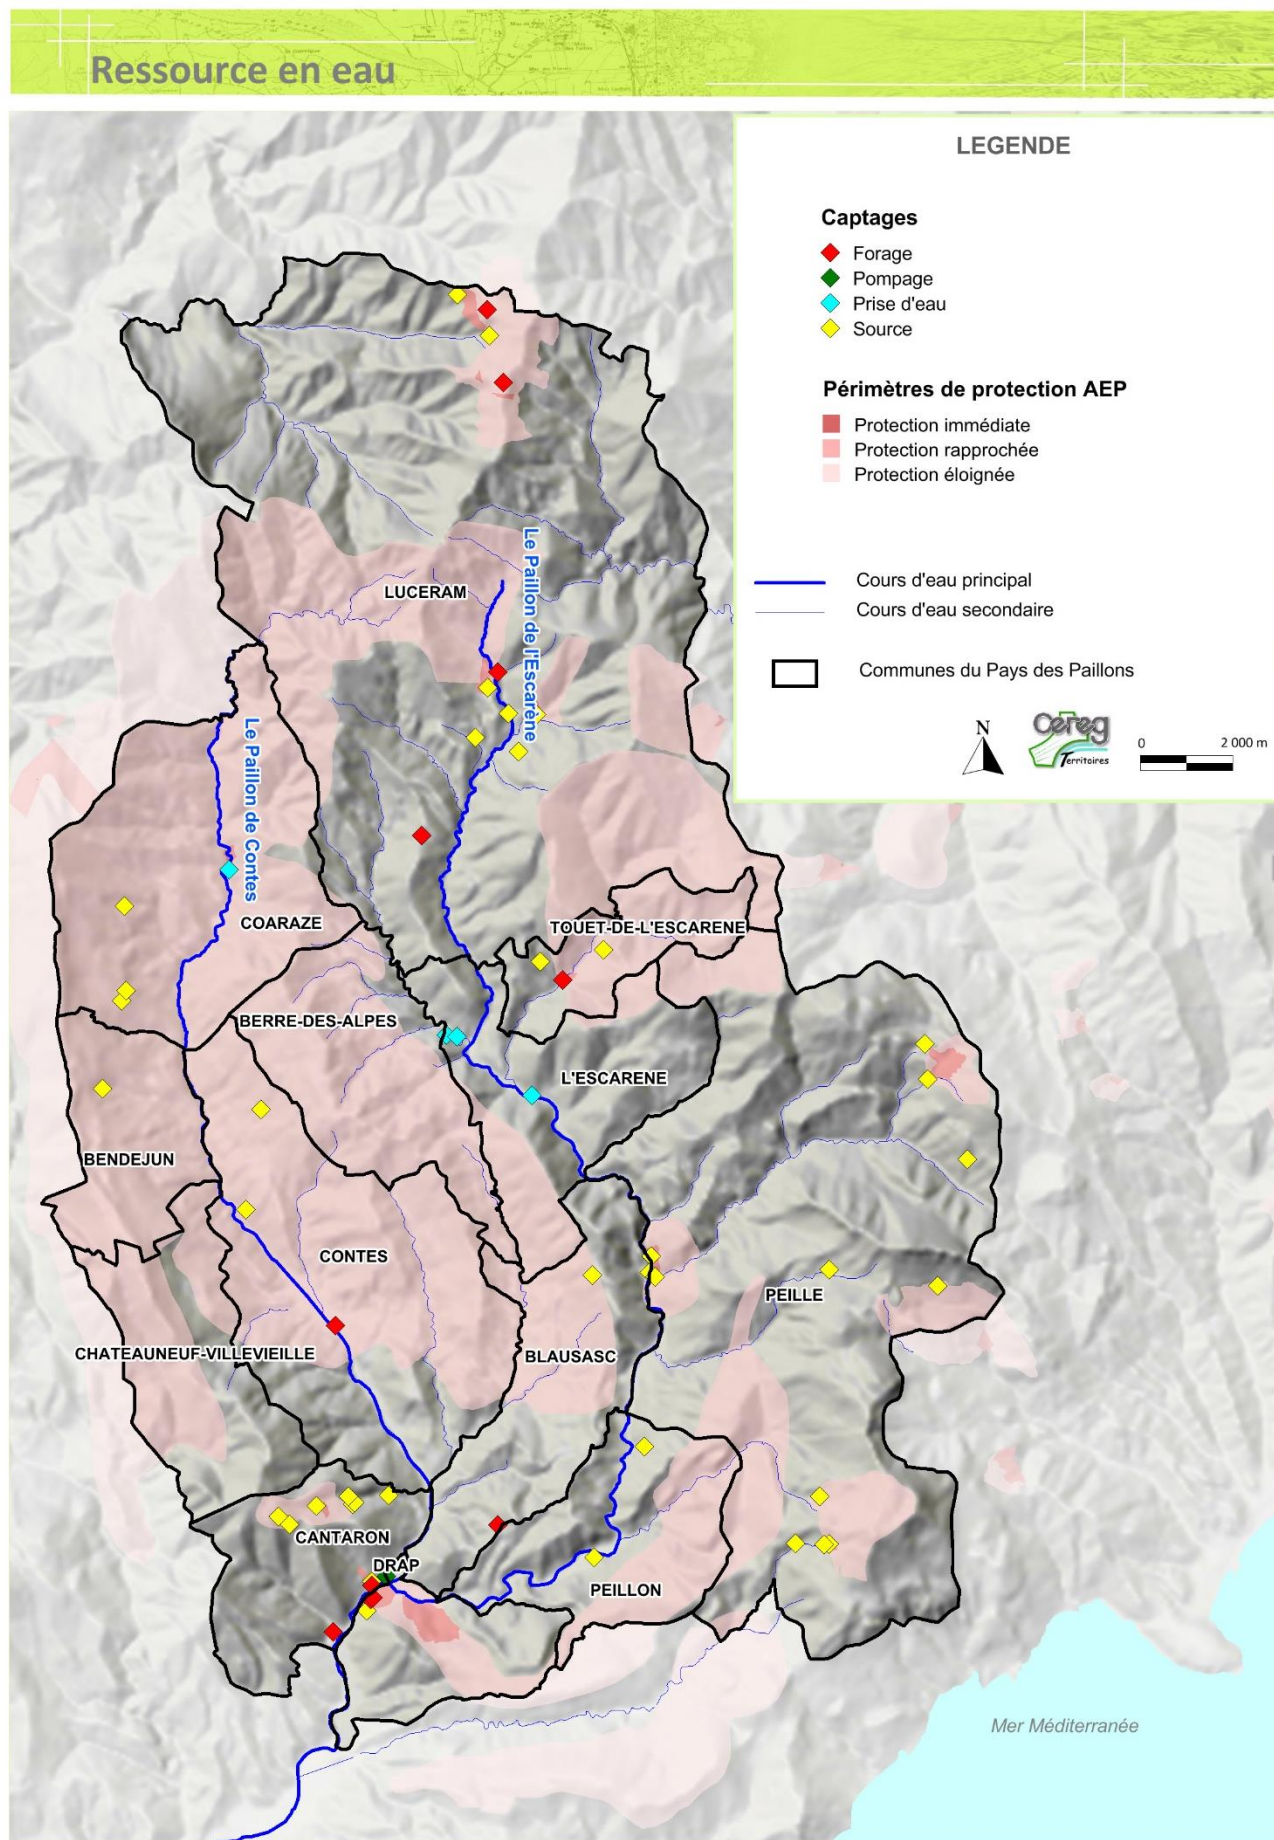 Ressource en eau
LEGENDE
Captages
Forage
Pompage
Prise d'eau
Source
Périmètres de protection AEP
Protection immédiate
Protection rapprochée
Protection éloignée
Cours d'eau principal
Cours d'eau secondaire
Communes du Pays des Paillons
N
Cereg
Territoires
0 2 000 m
Le Paillon de l'Escarène
LUCERAM
Le Paillon de Contes
COARAZE
TOUET-DE-L'ESCARENE
BERRE-DES-ALPES
L'ESCARENE
BENDEJUN
CONTES
PEILLE
CHATEAUNEUF-VILLEVIEILLE
BLAUSASC
CANTARON
DRAP
PEILLON
Mer Méditerranée